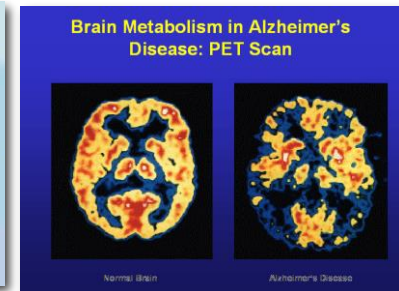 Brain Metabolism in Alzheimer's
Disease: PET Scan
Normal Brain
Alzheimer's Disease